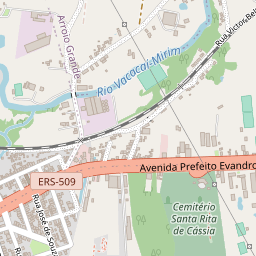 Arroio Grande
Rio Vacacaí-Mirim
Rua Victor Be
Avenida Prefeito Evandro
ERS-509
Rua José de Souza
Cemitério
Santa Rita
de Cássia